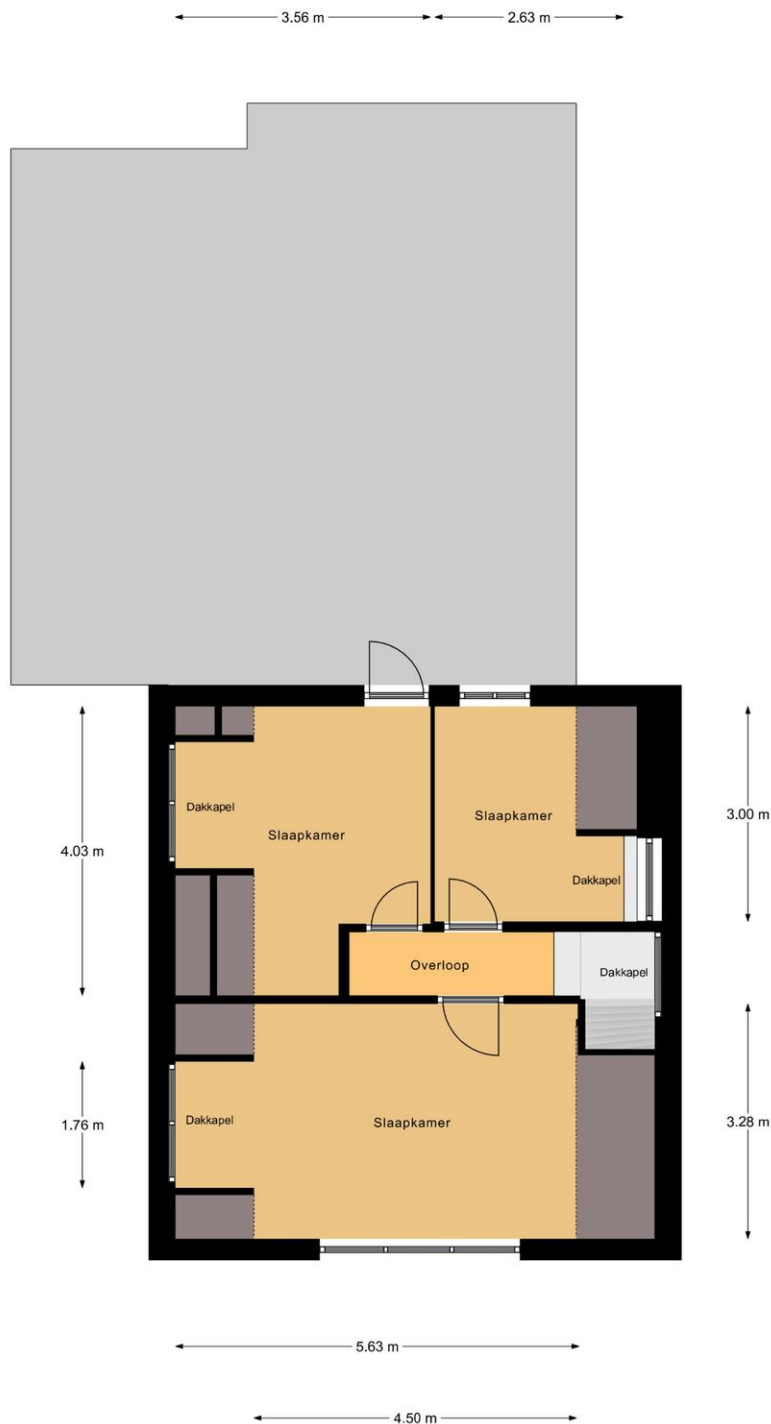 3.56 m
2.63 m
Dakkapel
Slaapkamer
Slaapkamer
Dakkapel
4.03 m
3.00 m
Overloop
Dakkapel
Dakkapel
Slaapkamer
1.76 m
3.28 m
5.63 m
4.50 m